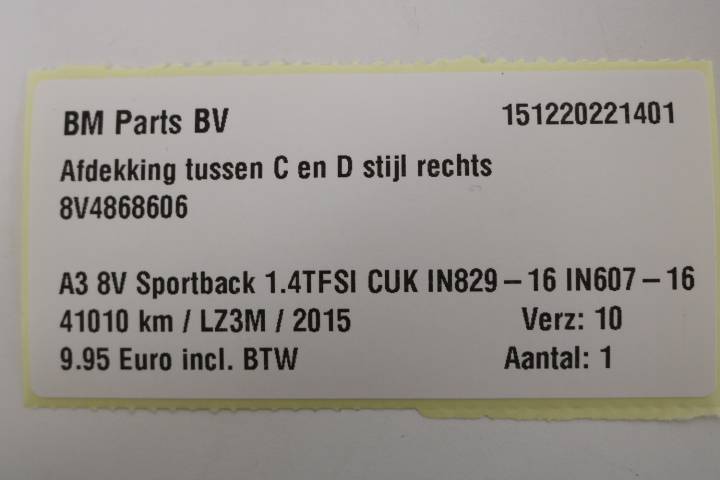 BM Parts BV 151220221401
Afdekking tussen C en D stijl rechts
8V4868606
A3 8V Sportback 1.4TFSI CUK IN829 – 16 IN607 – 16
41010 km / LZ3M / 2015 Verz: 10
9.95 Euro incl. BTW Aantal: 1